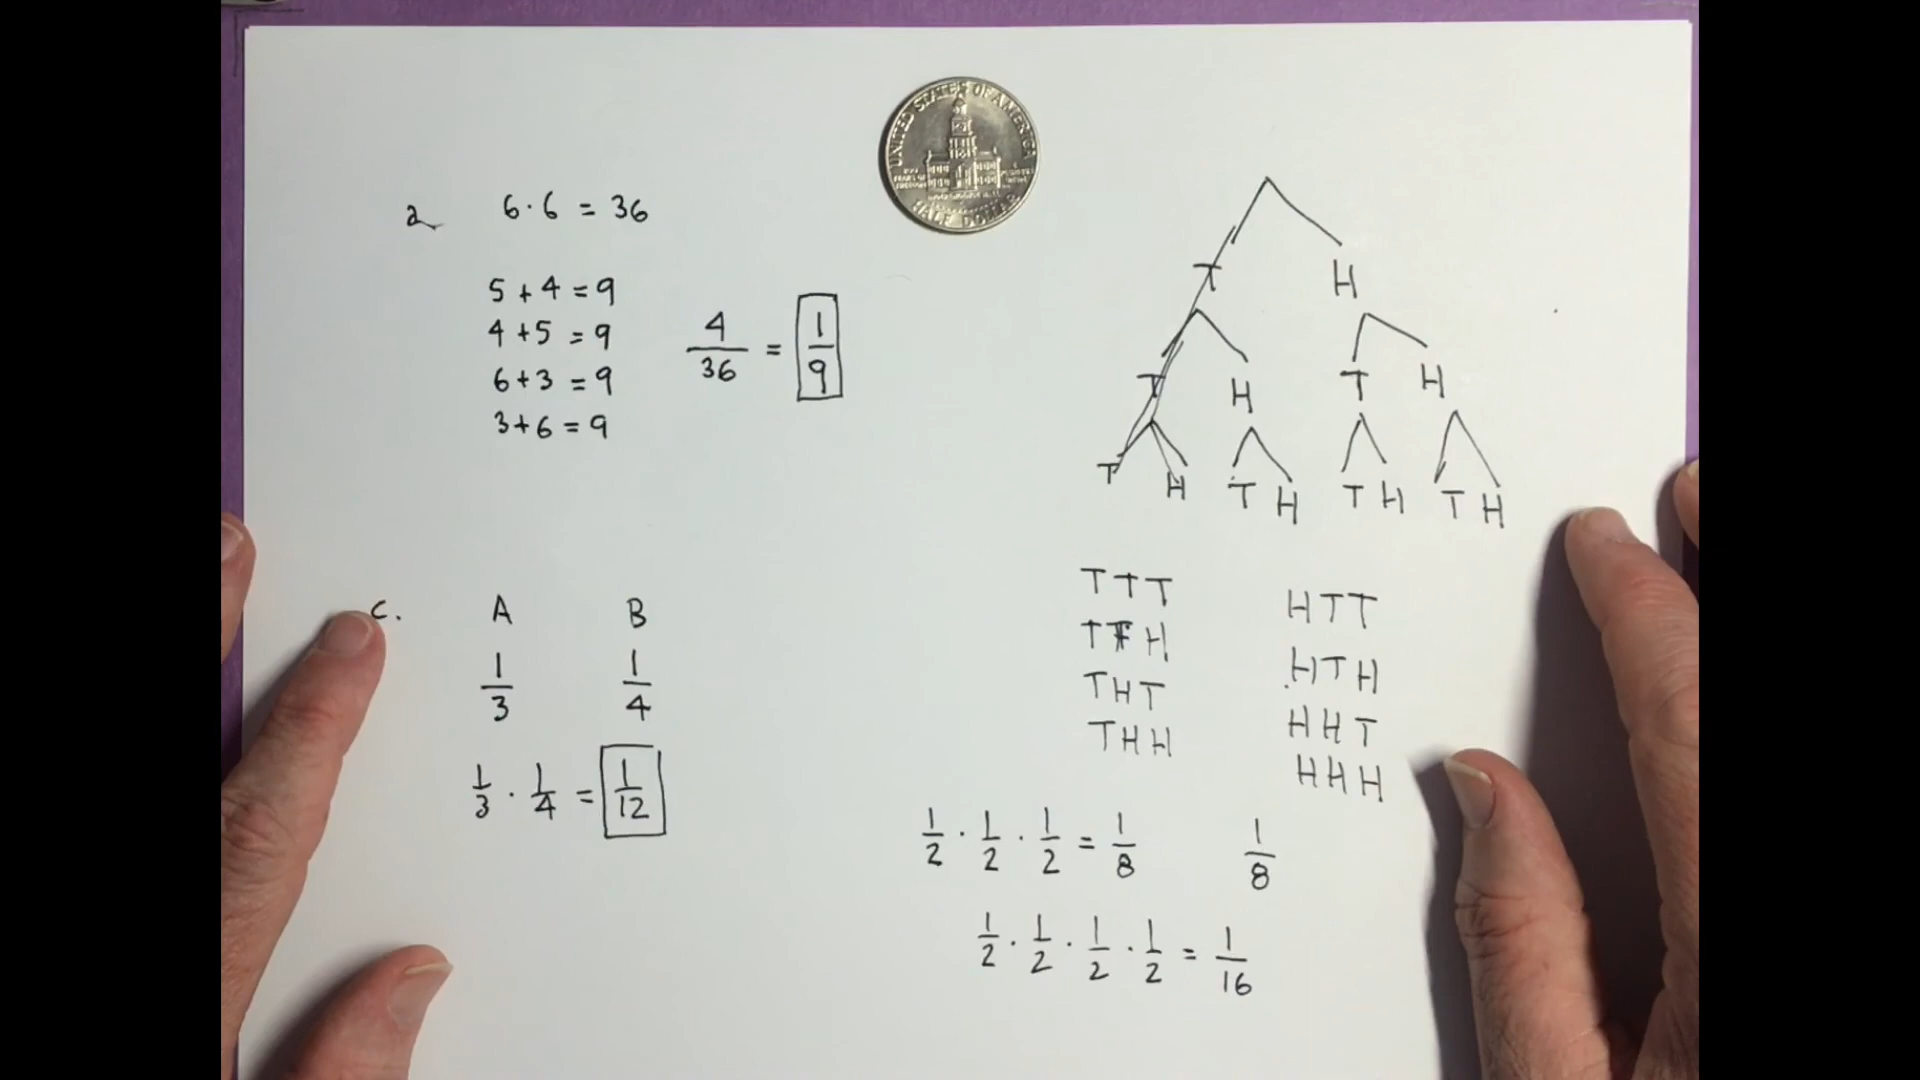 UNITED STATES OF AMERICA
HALF DOLLAR
a 6 · 6 = 36
5 + 4 = 9
4 + 5 = 9
6 + 3 = 9
3 + 6 = 9
4/36 = 1/9
T H
T H T H
T H T H T H T H
c. A B
1/3 1/4
1/3 · 1/4 = 1/12
TTT
TTH
THT
THH
HTT
HTH
HHT
HHH
1/2 · 1/2 · 1/2 = 1/8 1/8
1/2 · 1/2 · 1/2 · 1/2 = 1/16